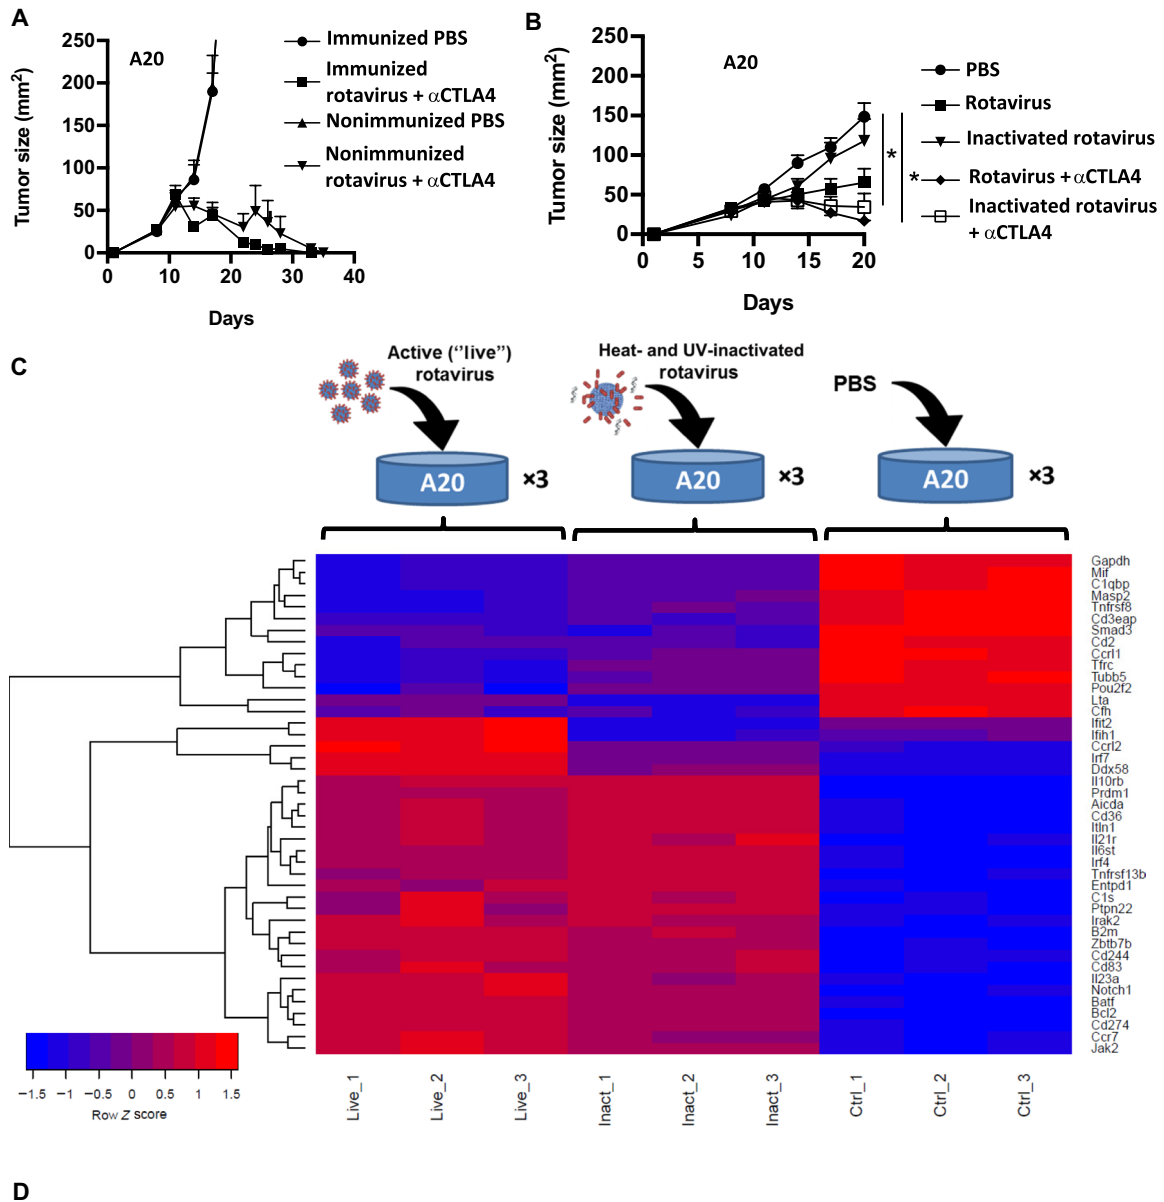 A
A20
Tumor size (mm2)
250
200
150
100
50
0
0
10
20
30
40
Days
Immunized PBS
Immunized
rotavirus + αCTLA4
Nonimmunized PBS
Nonimmunized
rotavirus + αCTLA4
B
A20
Tumor size (mm2)
250
200
150
100
50
0
0
5
10
15
20
Days
*
*
PBS
Rotavirus
Inactivated rotavirus
Rotavirus + αCTLA4
Inactivated rotavirus
+ αCTLA4
C
Active (‘‘live”)
rotavirus
Heat- and UV-inactivated
rotavirus
PBS
A20 ×3
A20 ×3
A20 ×3
Gapdh
Mif
C1qbp
Masp2
Tnfrsf8
Cd3eap
Smad3
Cd2
Ccrl1
Tfrc
Tubb5
Pou2f2
Lta
Cfh
Ifit2
Ifih1
Ccrl2
Irf7
Ddx58
Il10rb
Prdm1
Aicda
Cd36
Itln1
Il21r
Il6st
Irf4
Tnfrsf13b
Entpd1
C1s
Ptpn22
Irak2
B2m
Zbtb7b
Cd244
Cd83
Il23a
Notch1
Batf
Bcl2
Cd274
Ccr7
Jak2
−1.5 −1 −0.5 0 0.5 1 1.5
Row Z score
Live_1
Live_2
Live_3
Inact_1
Inact_2
Inact_3
Ctrl_1
Ctrl_2
Ctrl_3
D